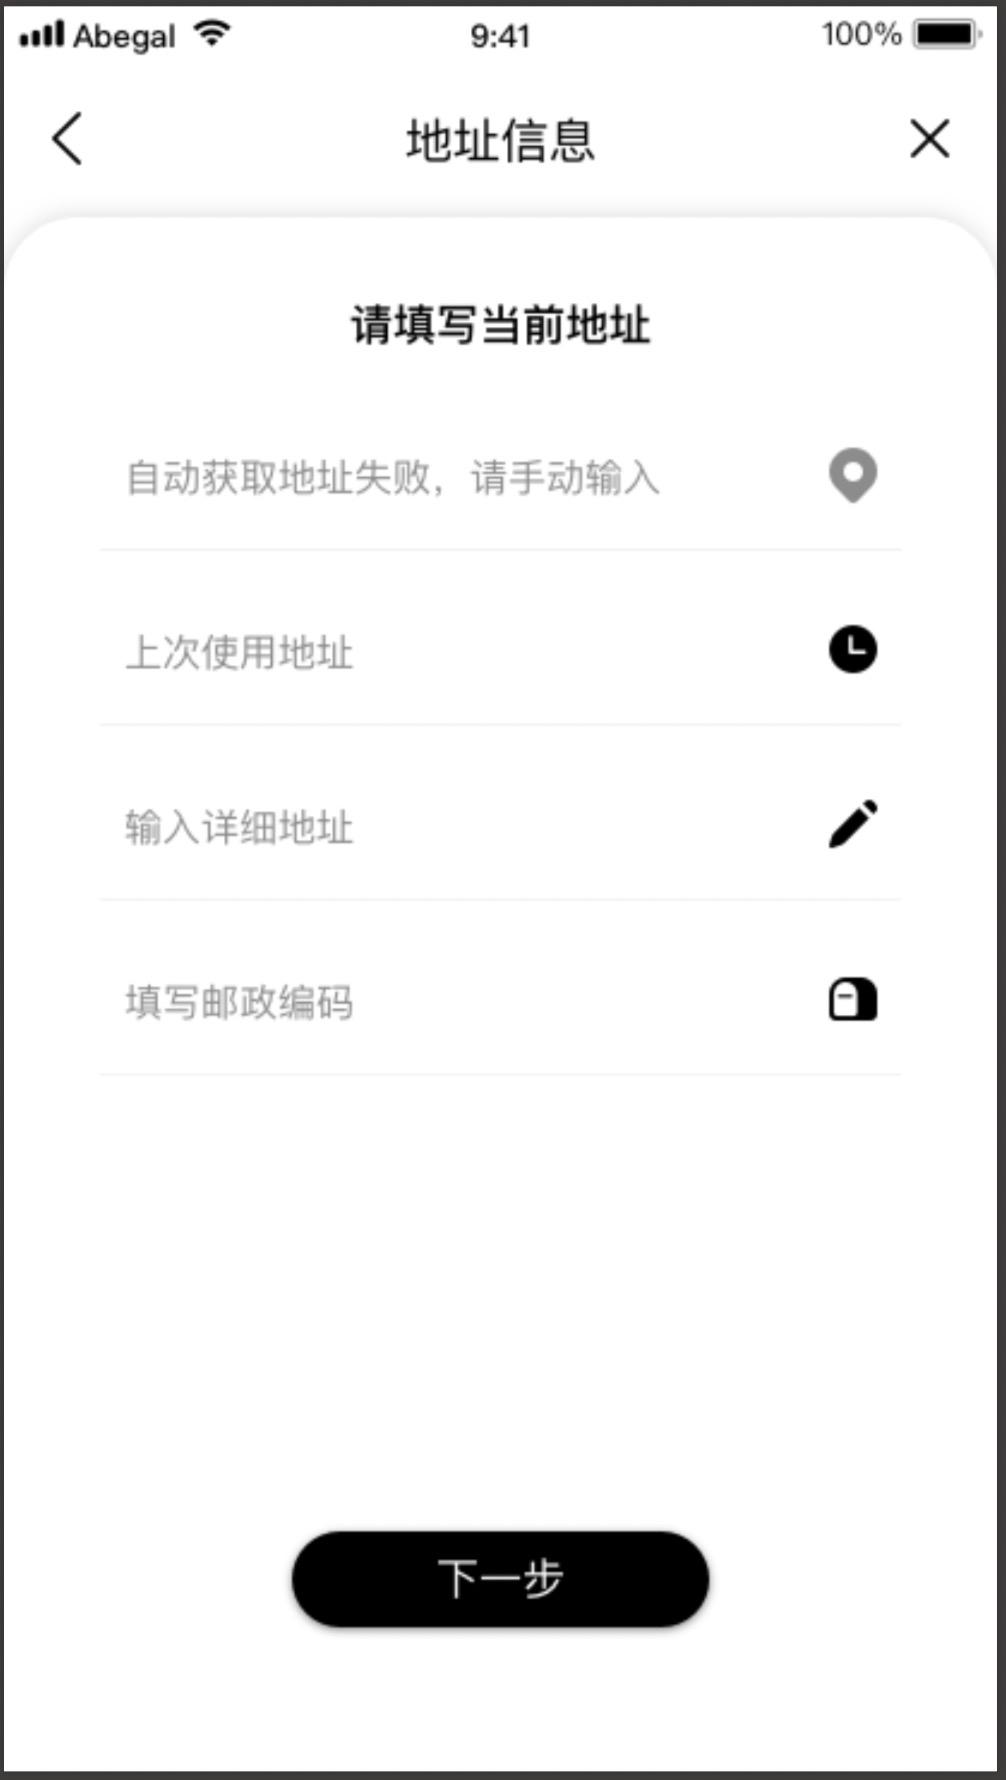 Abegal 9:41 100%
地址信息
请填写当前地址
自动获取地址失败，请手动输入
上次使用地址
输入详细地址
填写邮政编码
下一步